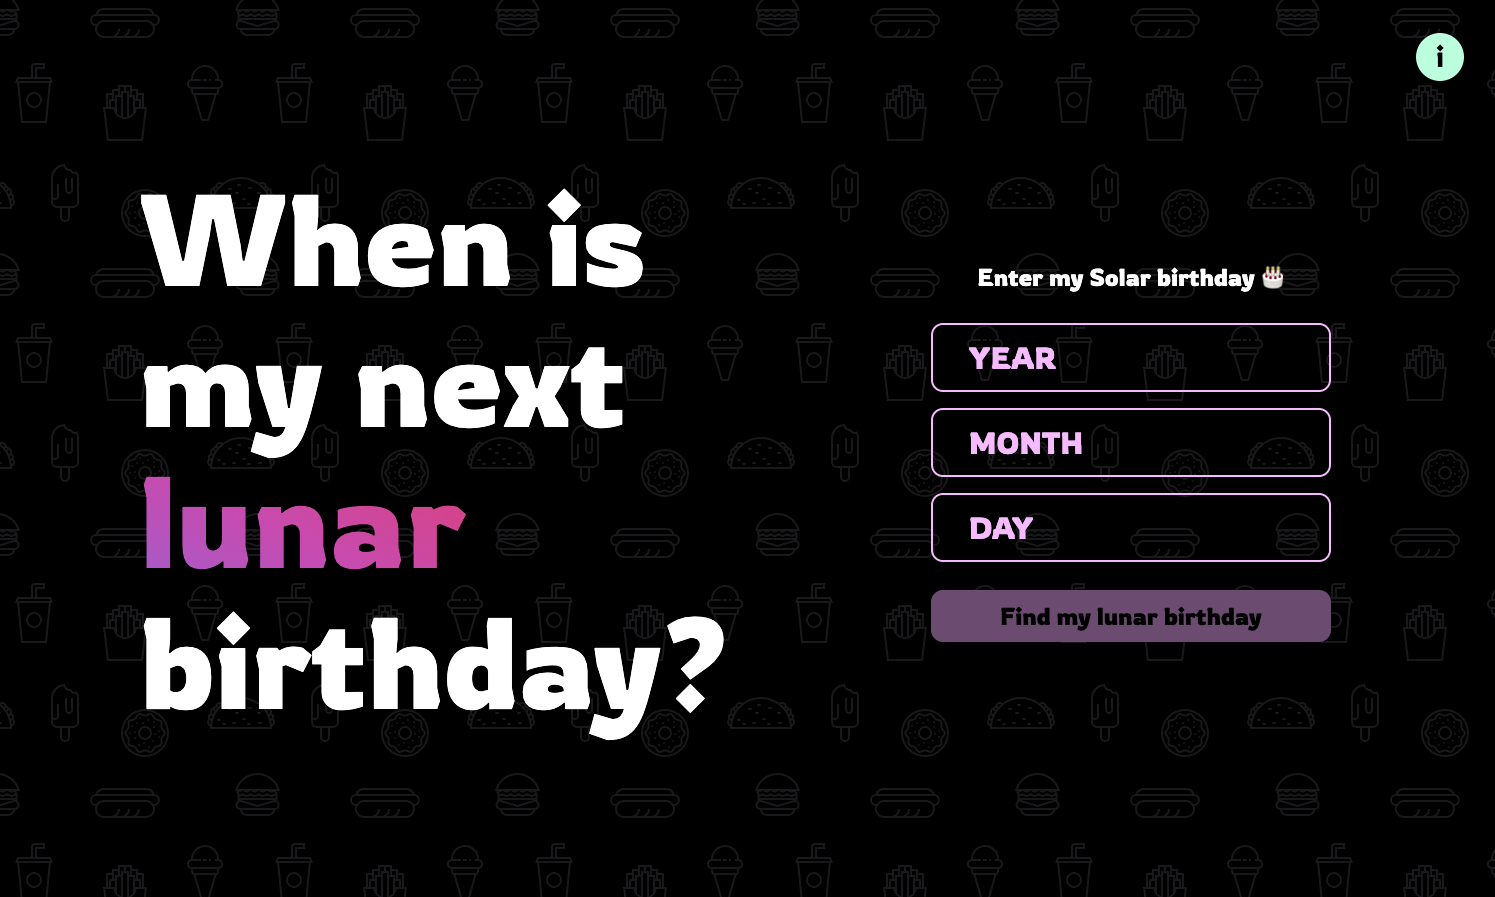 When is
my next
lunar
birthday?
i
Enter my Solar birthday 🎂
YEAR
MONTH
DAY
Find my lunar birthday